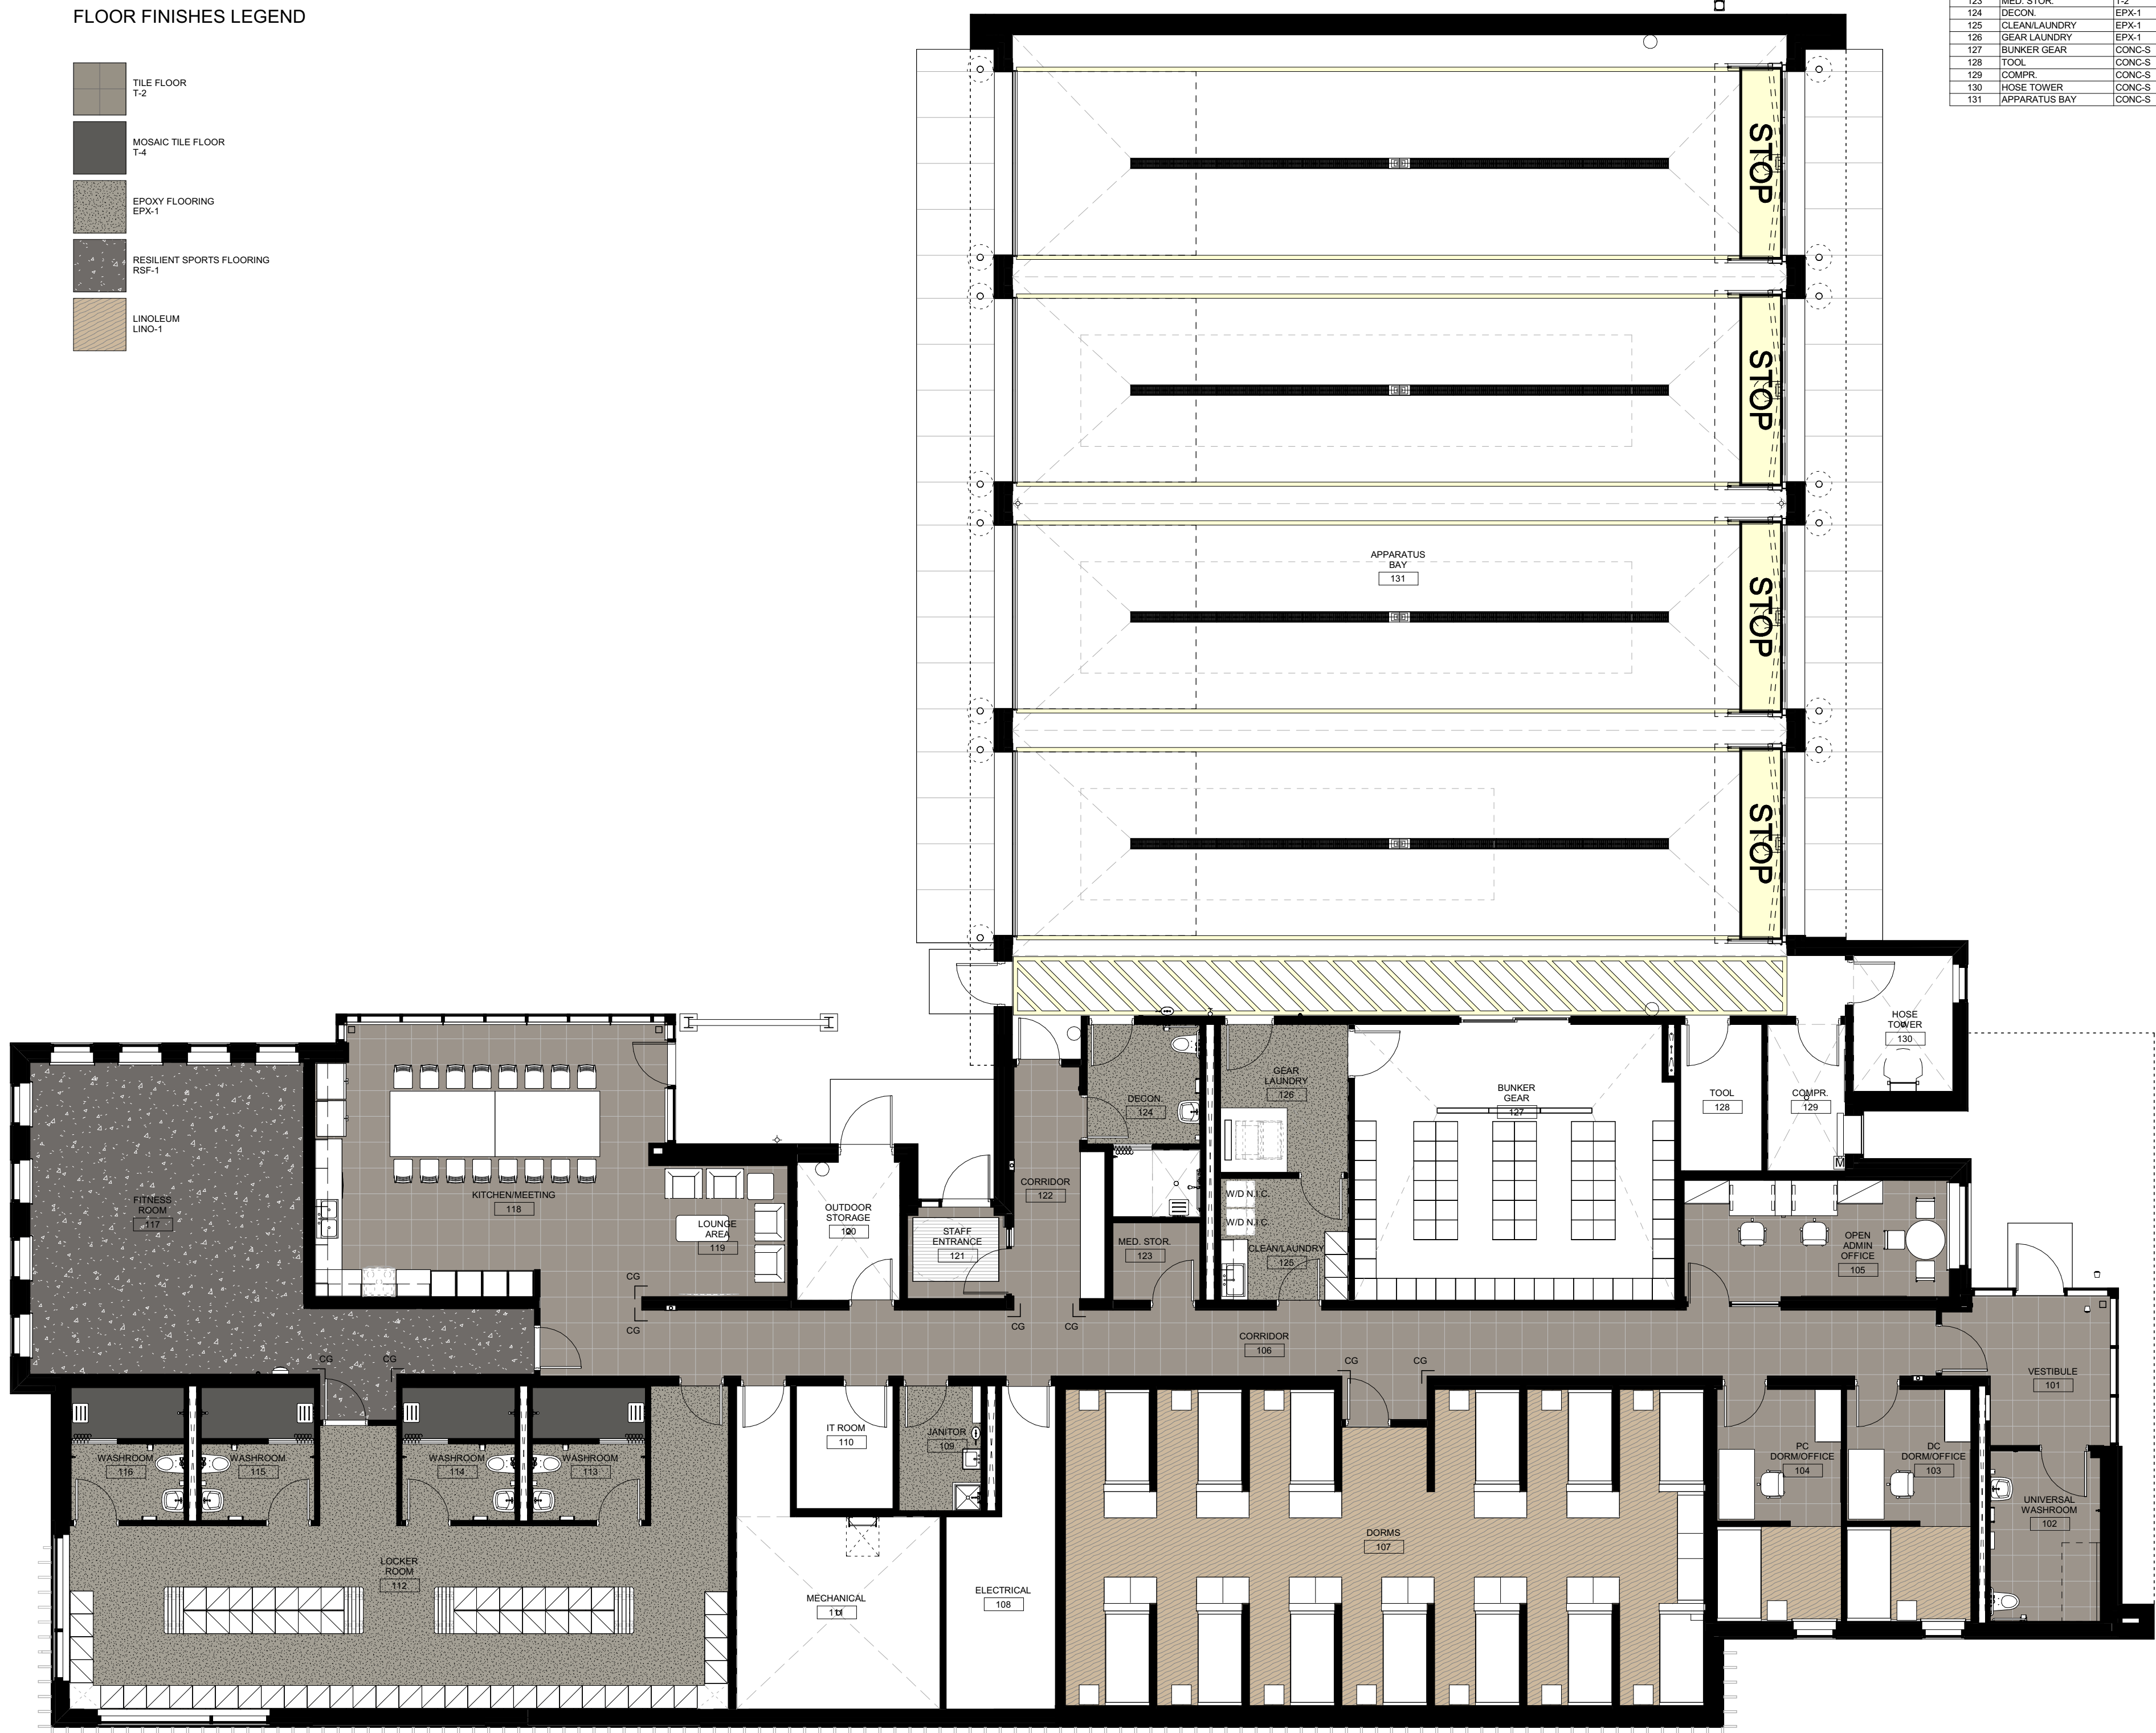 FLOOR FINISHES LEGEND
TILE FLOOR
T-2
MOSAIC TILE FLOOR
T-4
EPOXY FLOORING
EPX-1
RESILIENT SPORTS FLOORING
RSF-1
LINOLEUM
LINO-1
123 MED. STOR. T-2
124 DECON. EPX-1
125 CLEAN/LAUNDRY EPX-1
126 GEAR LAUNDRY EPX-1
127 BUNKER GEAR CONC-S
128 TOOL CONC-S
129 COMPR. CONC-S
130 HOSE TOWER CONC-S
131 APPARATUS BAY CONC-S
STOP
STOP
APPARATUS
BAY
131
STOP
STOP
HOSE
TOWER
130
GEAR
LAUNDRY
126
BUNKER
GEAR
127
DECON.
124
TOOL
128
COMPR.
129
M
FITNESS
ROOM
117
KITCHEN/MEETING
118
LOUNGE
AREA
119
OUTDOOR
STORAGE
120
STAFF
ENTRANCE
121
CORRIDOR
122
MED. STOR.
123
W/D N.I.C.
W/D N.I.C.
CLEAN/LAUNDRY
125
OPEN
ADMIN
OFFICE
105
CG
CG
CG
CG
CORRIDOR
106
CG
CG
CG
CG
VESTIBULE
101
WASHROOM
116
WASHROOM
115
WASHROOM
114
WASHROOM
113
IT ROOM
110
JANITOR
109
PC
DORM/OFFICE
104
DC
DORM/OFFICE
103
UNIVERSAL
WASHROOM
102
LOCKER
ROOM
112
MECHANICAL
111
ELECTRICAL
108
DORMS
107